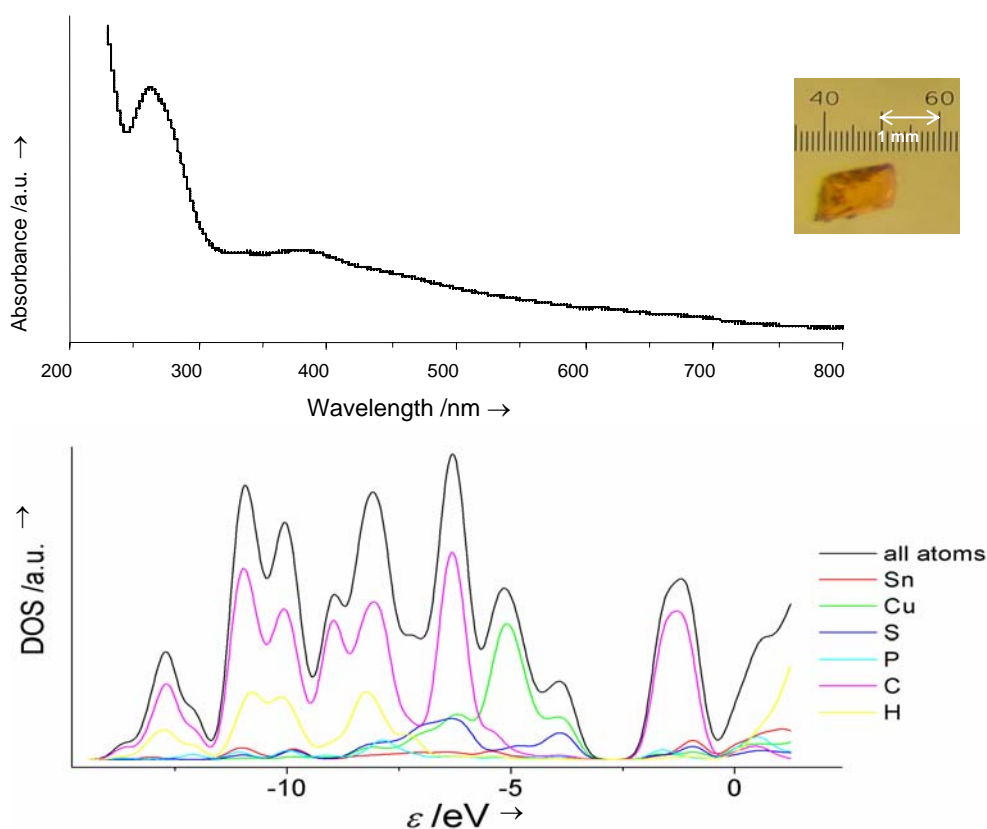 40 60
1 mm
Absorbance /a.u. →
200 300 400 500 600 700 800
Wavelength /nm →
DOS /a.u. →
all atoms
Sn
Cu
S
P
C
H
-10 -5 0
ε /eV →